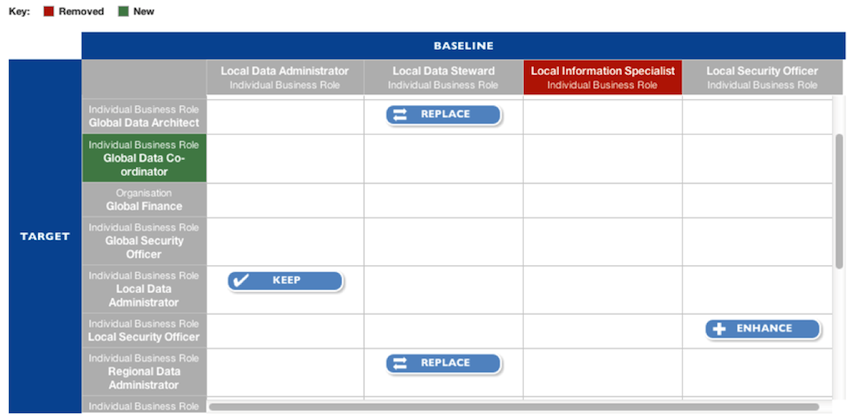 Key: Removed New
BASELINE
Local Data Administrator
Individual Business Role
Local Data Steward
Individual Business Role
Local Information Specialist
Individual Business Role
Local Security Officer
Individual Business Role
TARGET
Individual Business Role
Global Data Architect
REPLACE
Individual Business Role
Global Data Co-
ordinator
Organisation
Global Finance
Individual Business Role
Global Security
Officer
Individual Business Role
Local Data
Administrator
KEEP
Individual Business Role
Local Security Officer
ENHANCE
Individual Business Role
Regional Data
Administrator
REPLACE
Individual Business Role